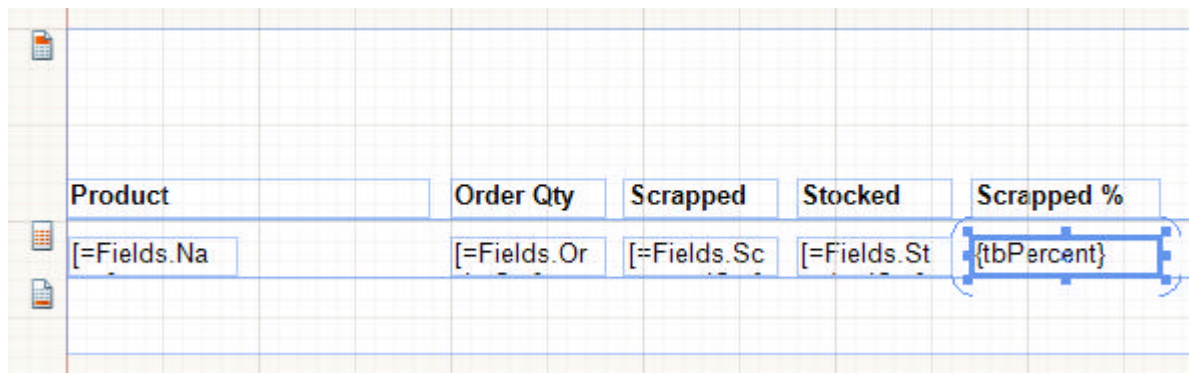 Product Order Qty Scrapped Stocked Scrapped %
[=Fields.Na [=Fields.Or [=Fields.Sc [=Fields.St {tbPercent}